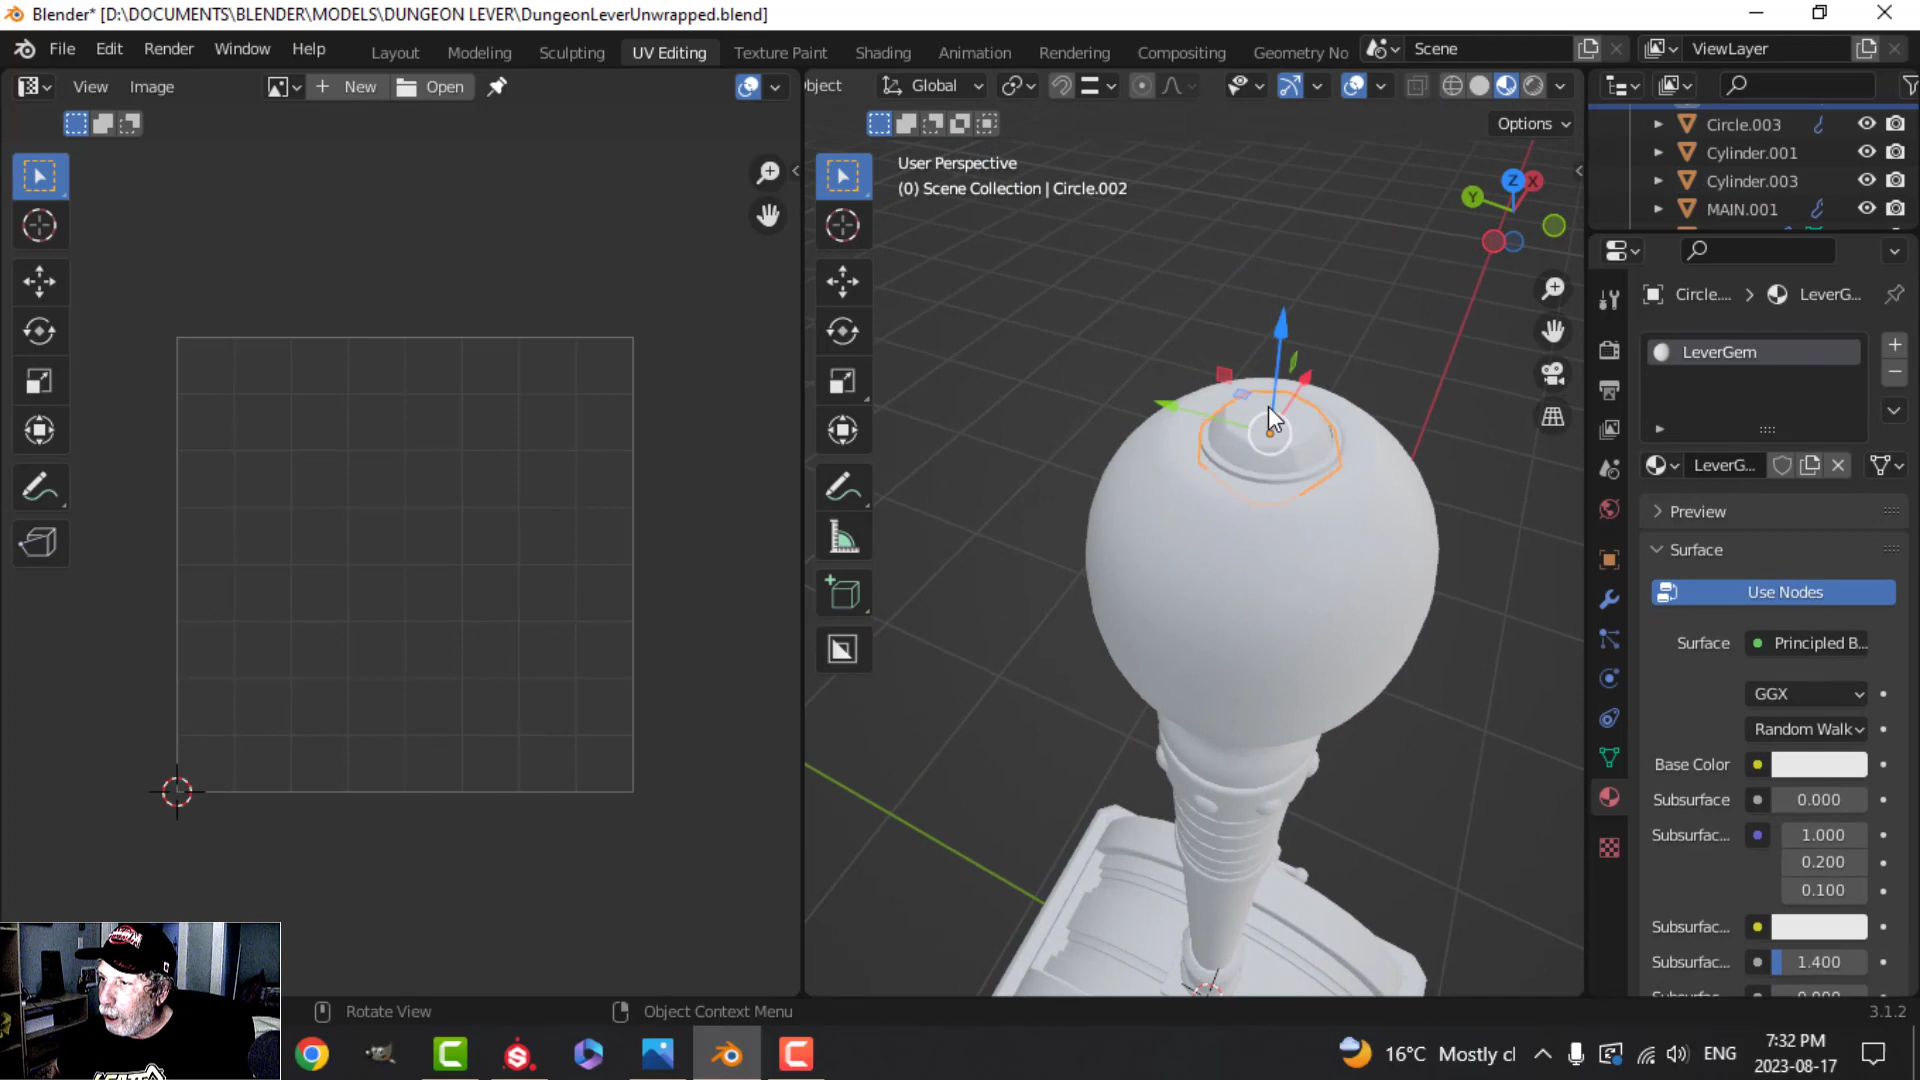 Blender* [D:\DOCUMENTS\BLENDER\MODELS\DUNGEON LEVER\DungeonLeverUnwrapped.blend]
File Edit Render Window Help
Layout Modeling Sculpting UV Editing Texture Paint Shading Animation Rendering Compositing Geometry No
Scene ViewLayer
View Image New Open
bject Global
Options
User Perspective
(0) Scene Collection | Circle.002
Z X
Y
Circle.003
Cylinder.001
Cylinder.003
MAIN.001
Circle.... LeverG...
LeverGem
LeverG...
Preview
Surface
Use Nodes
Surface Principled B...
GGX
Random Walk
Base Color
Subsurface 0.000
Subsurfac... 1.000
0.200
0.100
Subsurfac...
Subsurfac... 1.400
Rotate View Object Context Menu
3.1.2
16°C Mostly cl ENG
7:32 PM
2023-08-17